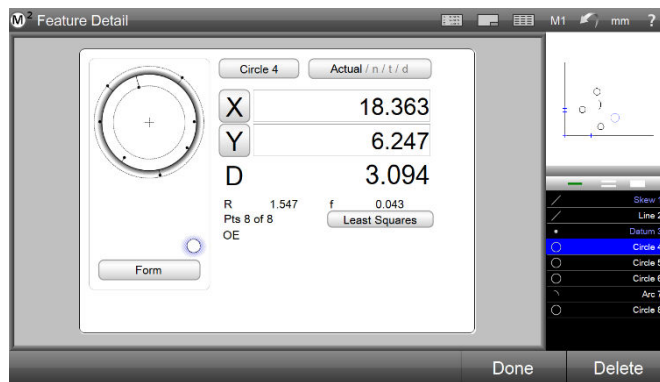 M2 Feature Detail M1 mm ?
Circle 4 Actual / n / t / d
X 18.363
Y 6.247
D 3.094
R 1.547 f 0.043
Pts 8 of 8 Least Squares
OE
Form
Skew 1
Line 2
Datum 3
Circle 4
Circle 5
Circle 6
Arc 7
Circle 8
Done Delete